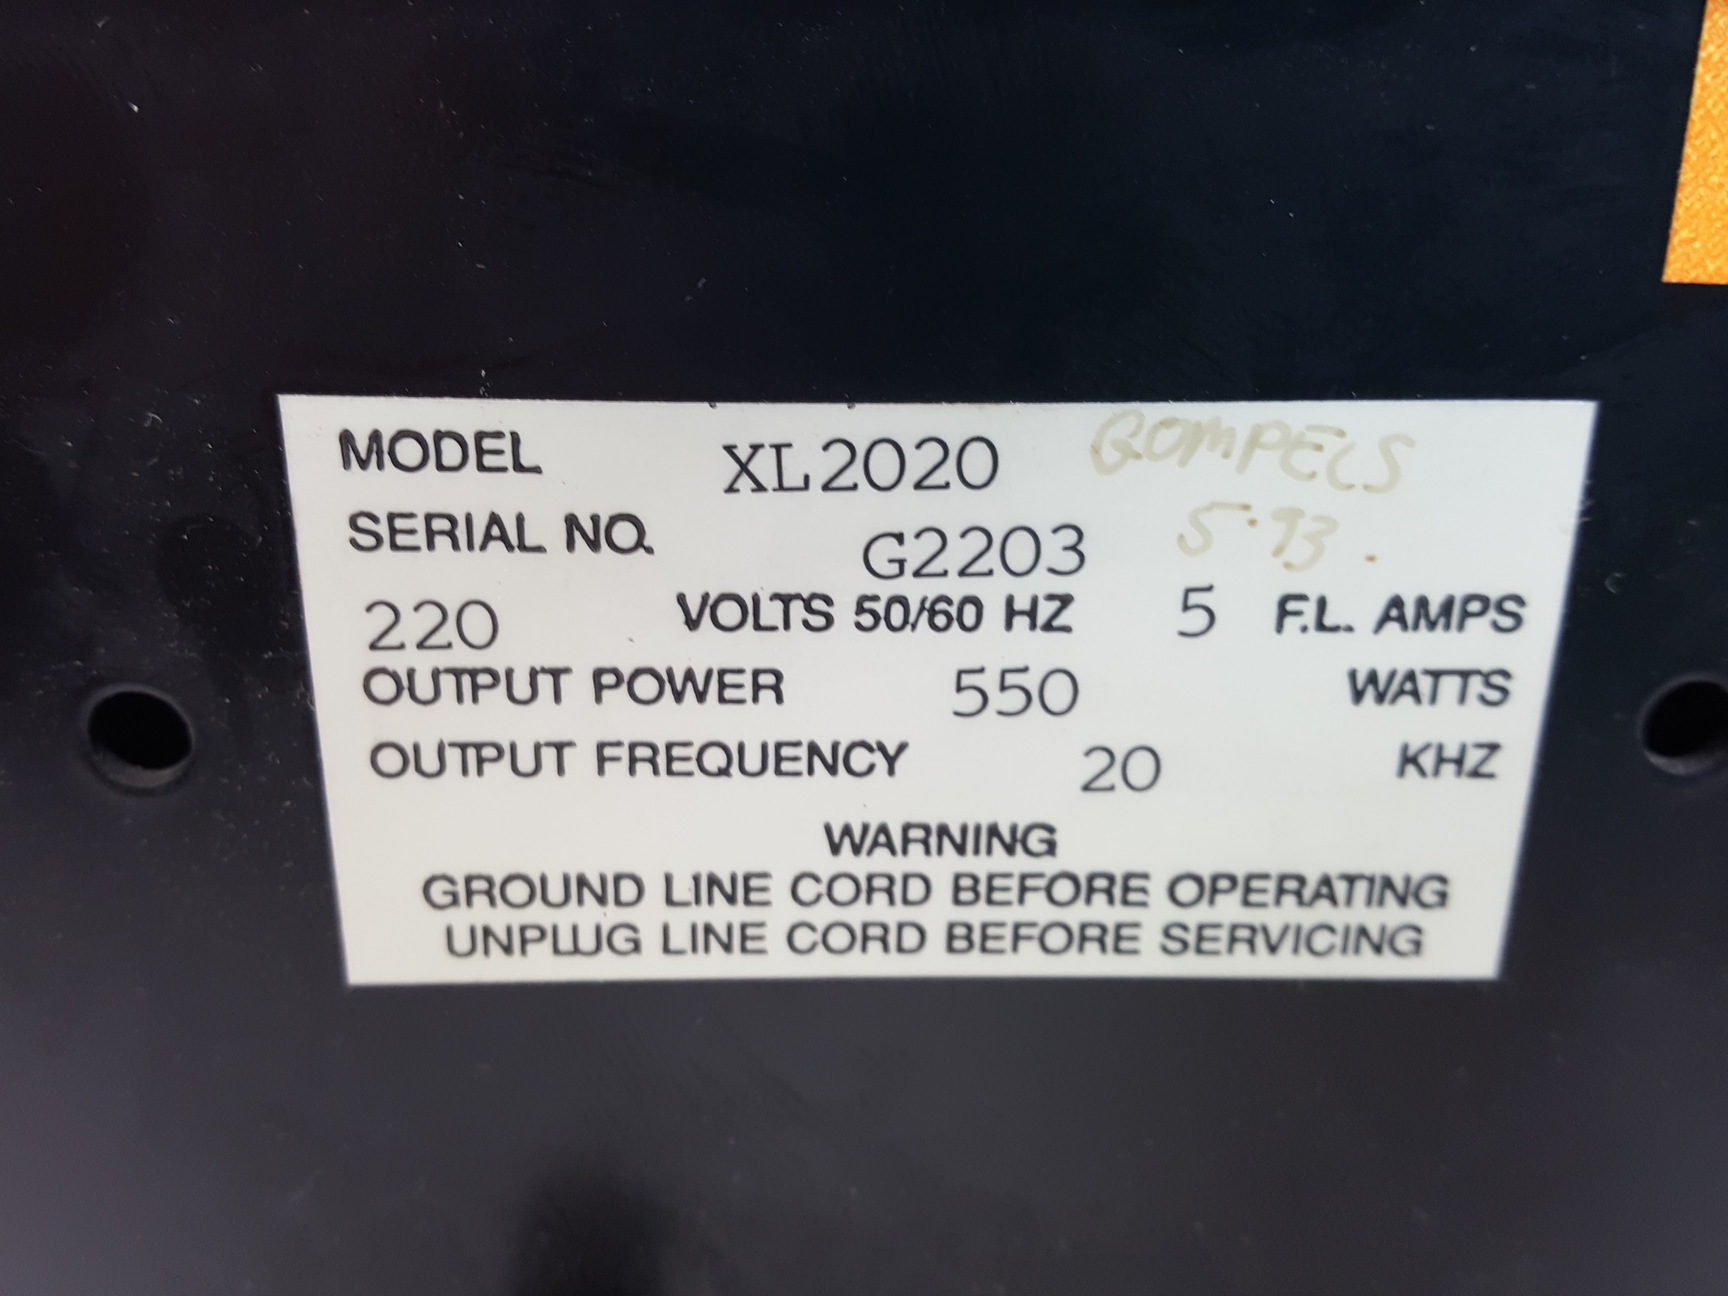 MODEL XL2020 GOMPELS
SERIAL NO. G2203 5.93.
220 VOLTS 50/60 HZ 5 F.L. AMPS
OUTPUT POWER 550 WATTS
OUTPUT FREQUENCY 20 KHZ
WARNING
GROUND LINE CORD BEFORE OPERATING
UNPLUG LINE CORD BEFORE SERVICING